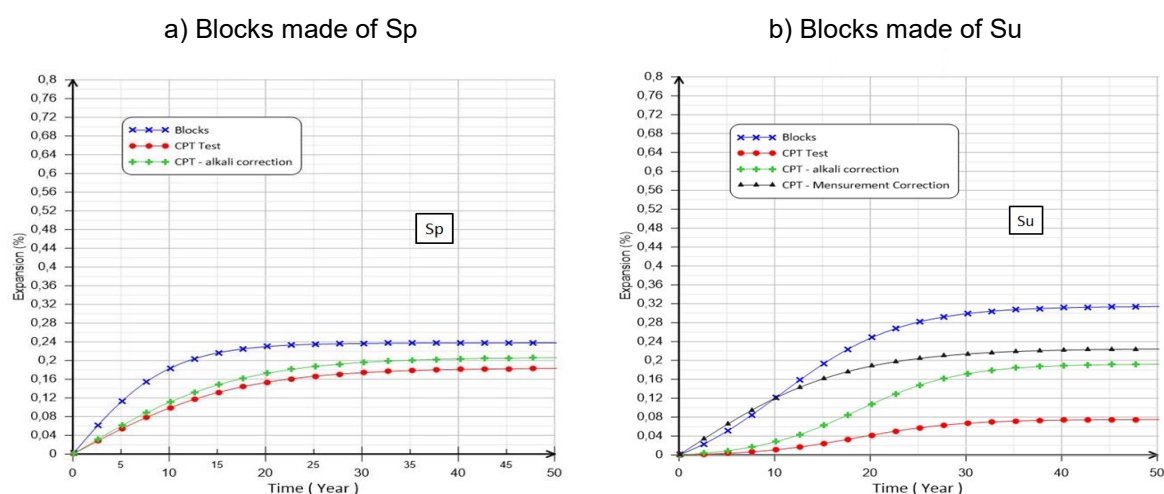 a) Blocks made of Sp
0,8
0,76
0,72
0,68
0,64
0,6
0,56
0,52
0,48
0,44
0,4
0,36
0,32
0,28
0,24
0,2
0,16
0,12
0,08
0,04
0
Expansion (%)
Blocks
CPT Test
CPT - alkali correction
Sp
0 5 10 15 20 25 30 35 40 45 50
Time ( Year )
b) Blocks made of Su
0,8
0,76
0,72
0,68
0,64
0,6
0,56
0,52
0,48
0,44
0,4
0,36
0,32
0,28
0,24
0,2
0,16
0,12
0,08
0,04
0
Expansion (%)
Blocks
CPT Test
CPT - alkali correction
CPT - Mensurement Correction
Su
0 10 20 30 40 50
Time ( Year )